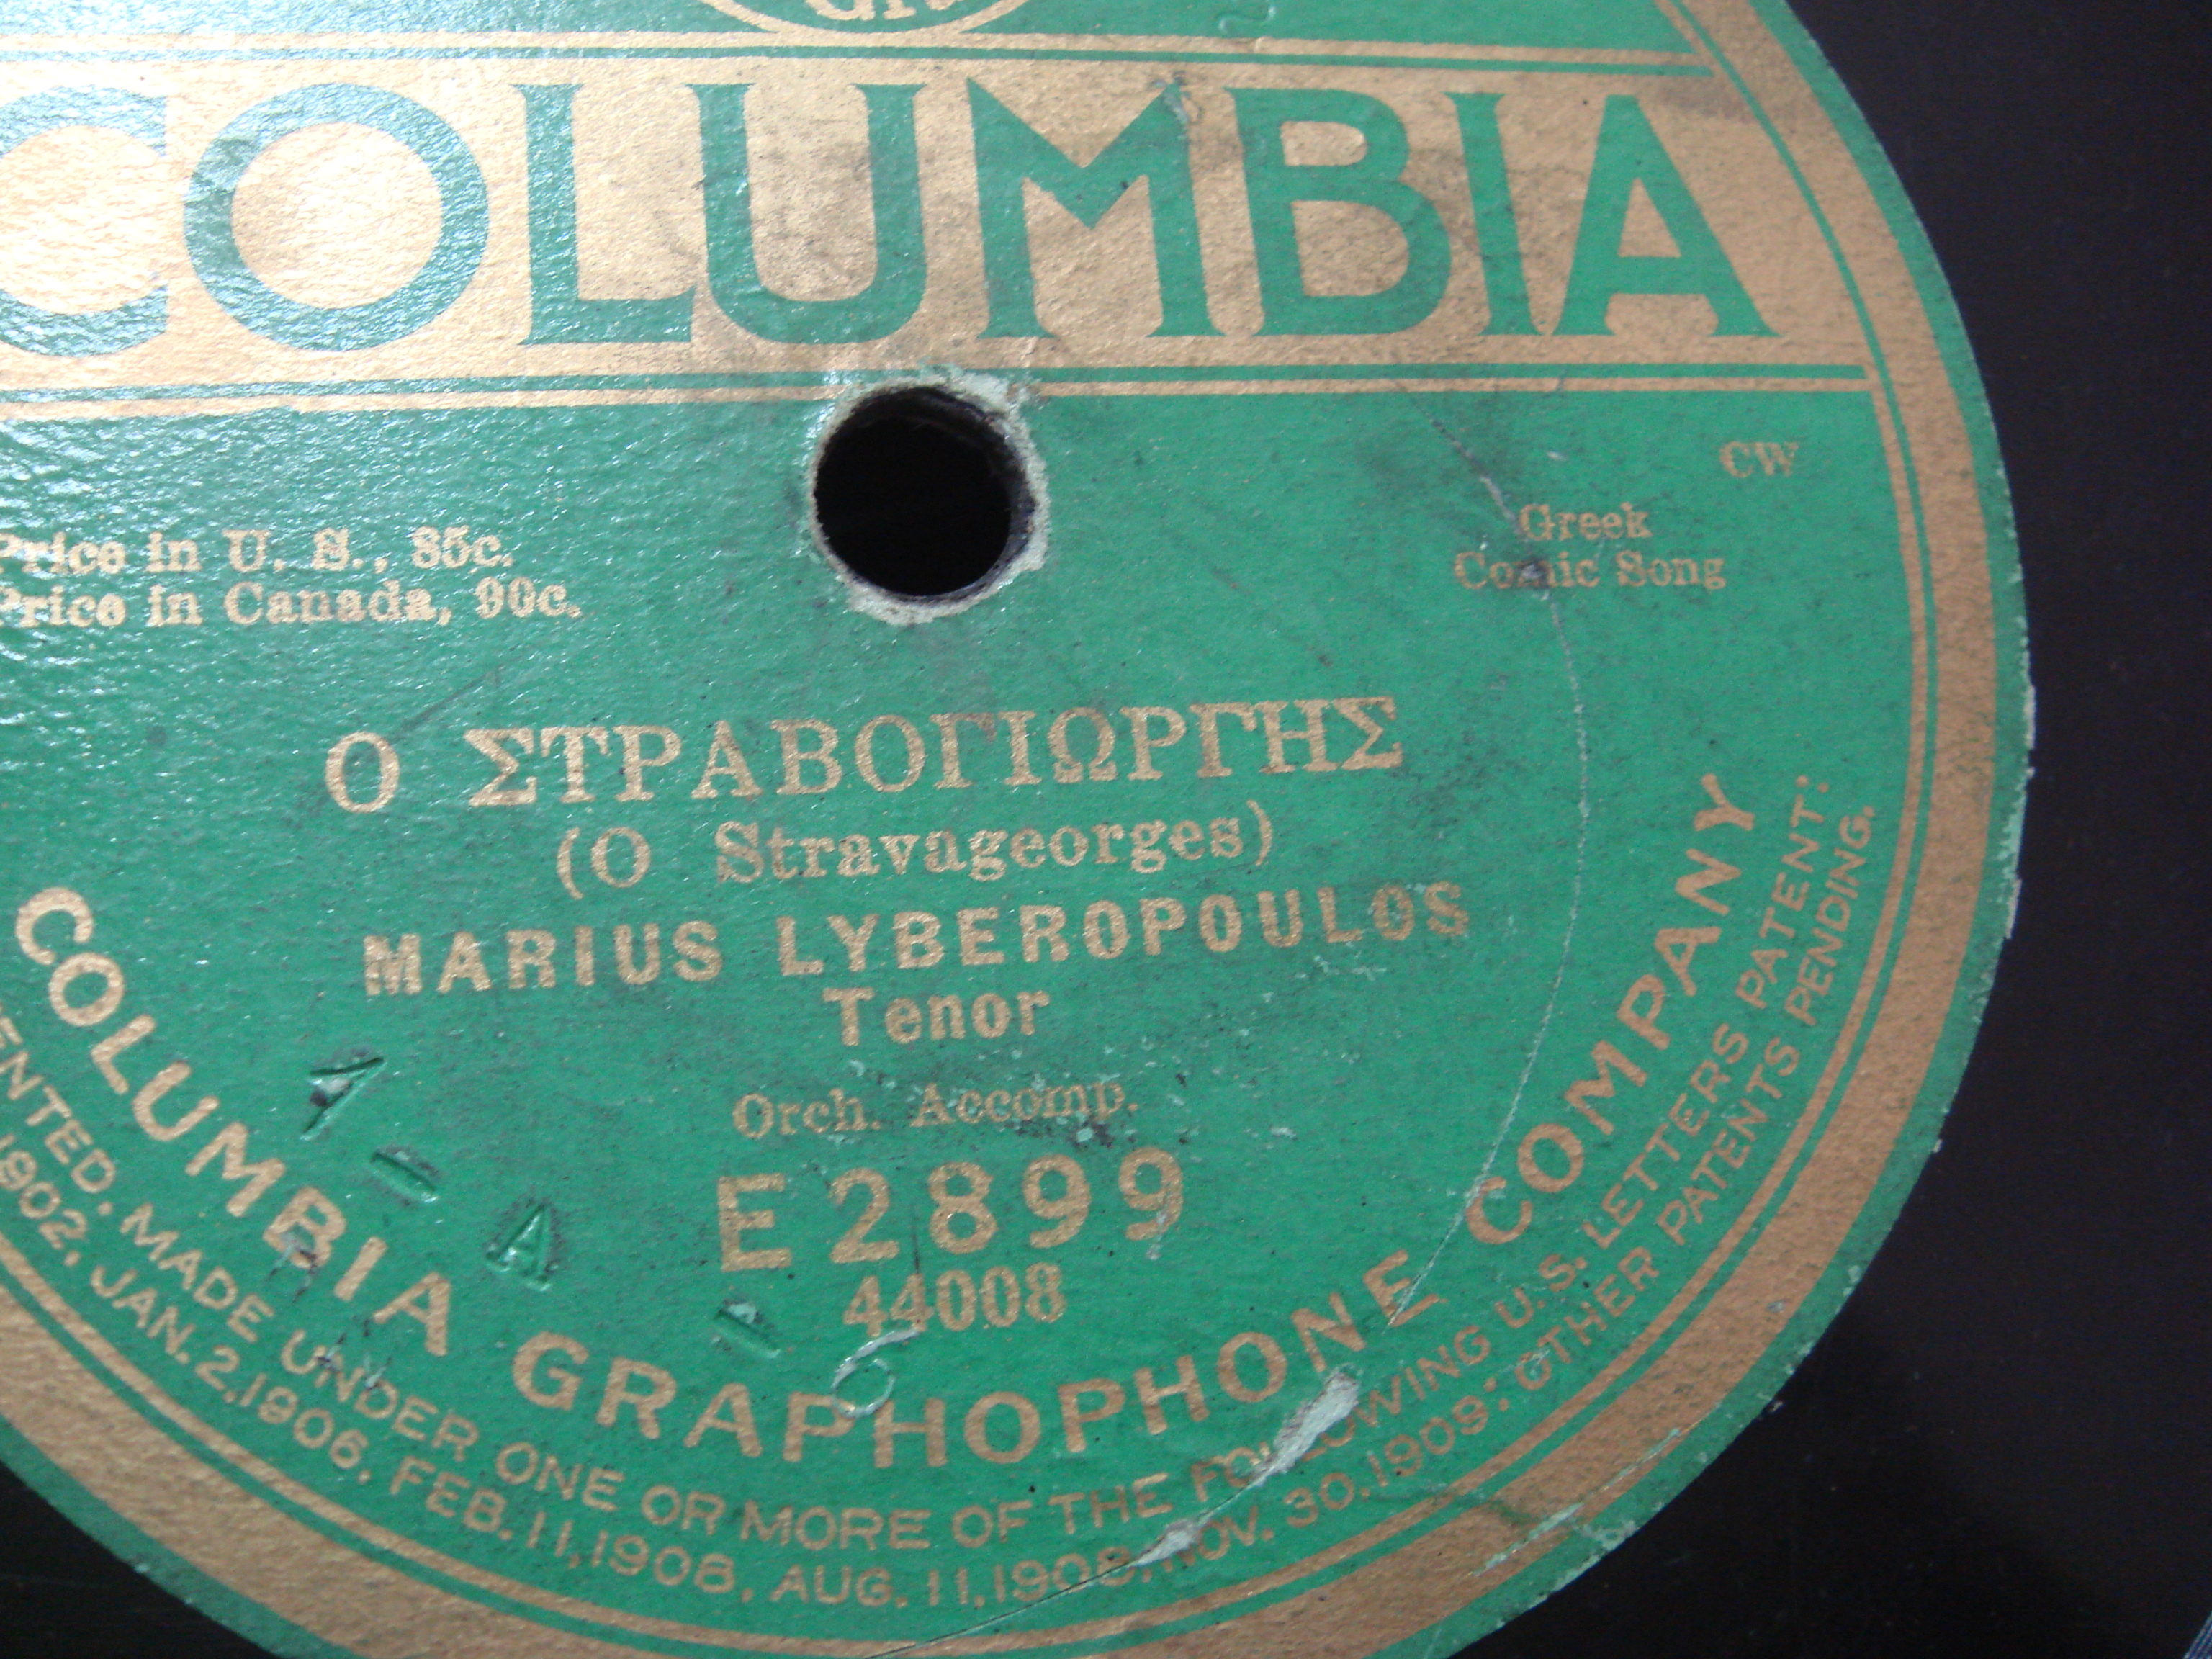 COLUMBIA
CW
Price in U. S., 85c.
Price in Canada, 90c.
Greek
Comic Song
Ο ΣΤΡΑΒΟΓΙΩΡΓΗΣ
(O Stravageorges)
MARIUS LYBEROPOULOS
Tenor
Orch. Accomp.
E2899
44008
1 - A - 6
COLUMBIA GRAPHOPHONE COMPANY
MADE UNDER ONE OR MORE OF THE FOLLOWING U.S. LETTERS PATENT:
1902, JAN. 2, 1906, FEB. 11, 1908, AUG. 11, 1908, NOV. 30, 1909: OTHER PATENTS PENDING.